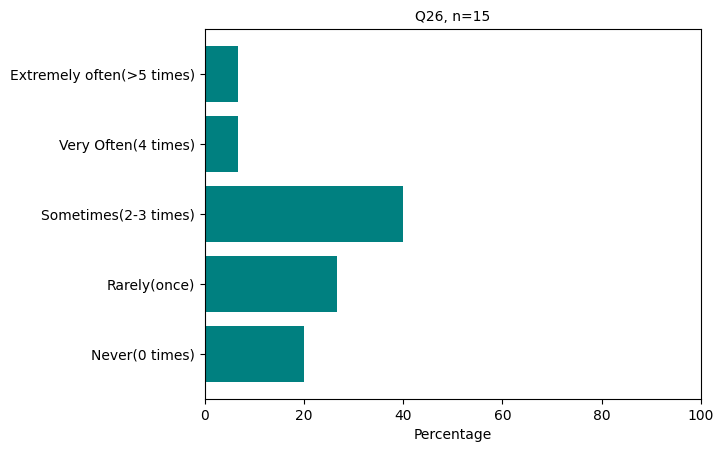 Q26, n=15
Extremely often(>5 times)
Very Often(4 times)
Sometimes(2-3 times)
Rarely(once)
Never(0 times)
0 20 40 60 80 100
Percentage